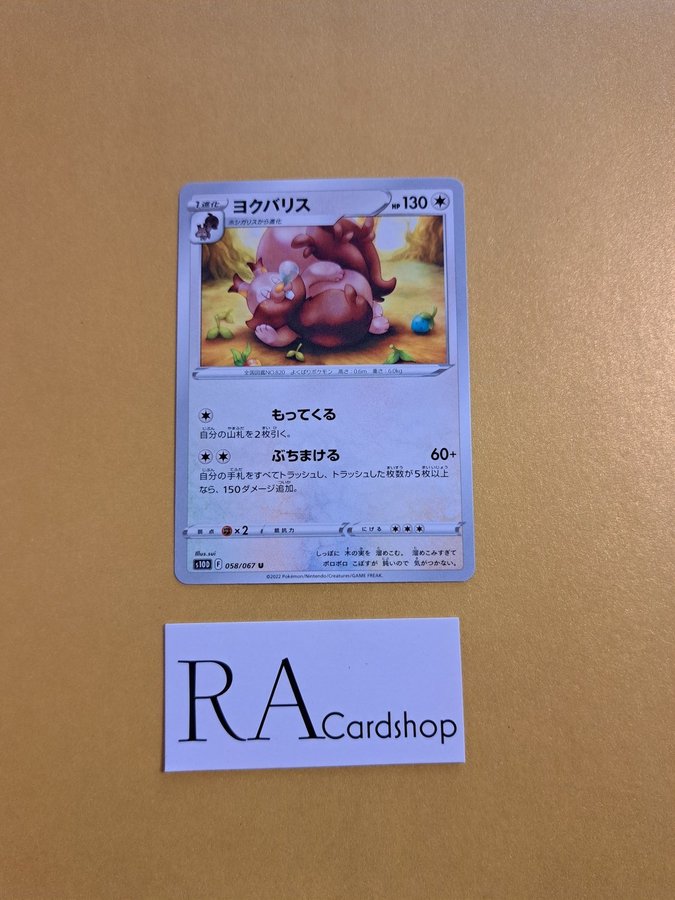 1進化 ヨクバリス HP 130
ホシガリスから進化
全国図鑑NO.820 よくばりポケモン 高さ:0.6m 重さ:6.0kg
もってくる
自分の山札を2枚引く。
ぶちまける 60+
自分の手札をすべてトラッシュし、トラッシュした枚数が5枚以上
なら、150ダメージ追加。
弱点 ×2 抵抗力 にげる
Illus.sui
しっぽに 木の実を 溜めこむ。 溜めこみすぎて
s10D F 058/067 U
ボロボロ こぼすが 鈍いので 気がつかない。
©2022 Pokémon/Nintendo/Creatures/GAME FREAK.
RA Cardshop